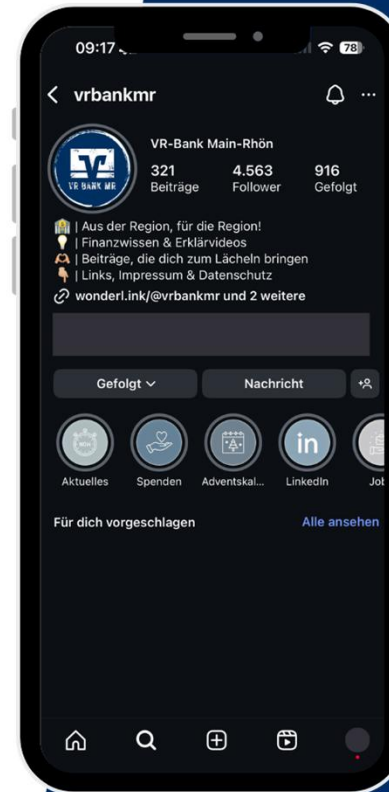 09:17
78
vrbankmr
VR BANK MR
VR-Bank Main-Rhön
321 4.563 916
Beiträge Follower Gefolgt
🏫 | Aus der Region, für die Region!
💡 | Finanzwissen & Erklärvideos
🫶🏼 | Beiträge, die dich zum Lächeln bringen
👇🏼 | Links, Impressum & Datenschutz
wonderl.ink/@vrbankmr und 2 weitere
Gefolgt Nachricht
NEW
in
Aktuelles Spenden Adventskal... LinkedIn Job
Für dich vorgeschlagen Alle ansehen